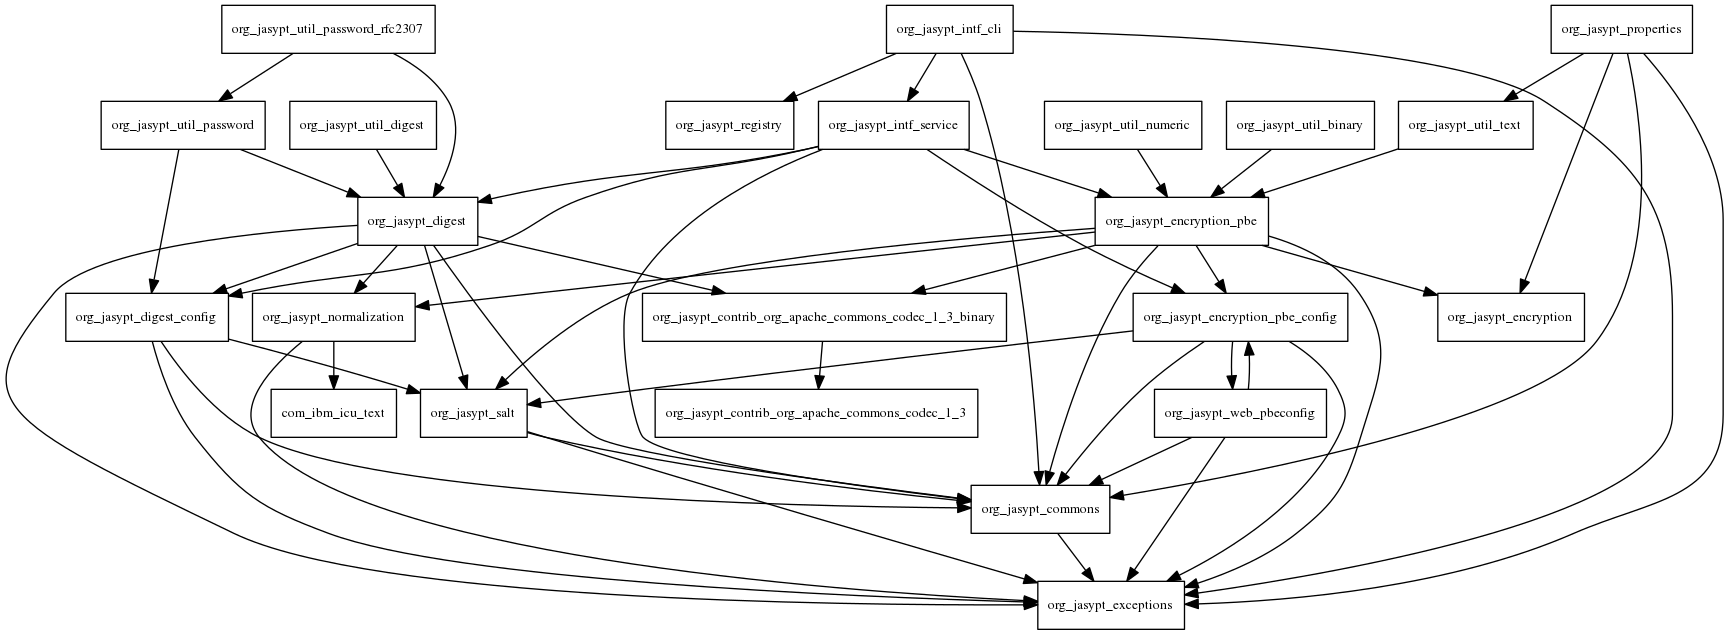 org_jasypt_util_password_rfc2307
org_jasypt_intf_cli
org_jasypt_properties
org_jasypt_util_password
org_jasypt_util_digest
org_jasypt_registry
org_jasypt_intf_service
org_jasypt_util_numeric
org_jasypt_util_binary
org_jasypt_util_text
org_jasypt_digest
org_jasypt_encryption_pbe
org_jasypt_digest_config
org_jasypt_normalization
org_jasypt_contrib_org_apache_commons_codec_1_3_binary
org_jasypt_encryption_pbe_config
org_jasypt_encryption
com_ibm_icu_text
org_jasypt_salt
org_jasypt_contrib_org_apache_commons_codec_1_3
org_jasypt_web_pbeconfig
org_jasypt_commons
org_jasypt_exceptions